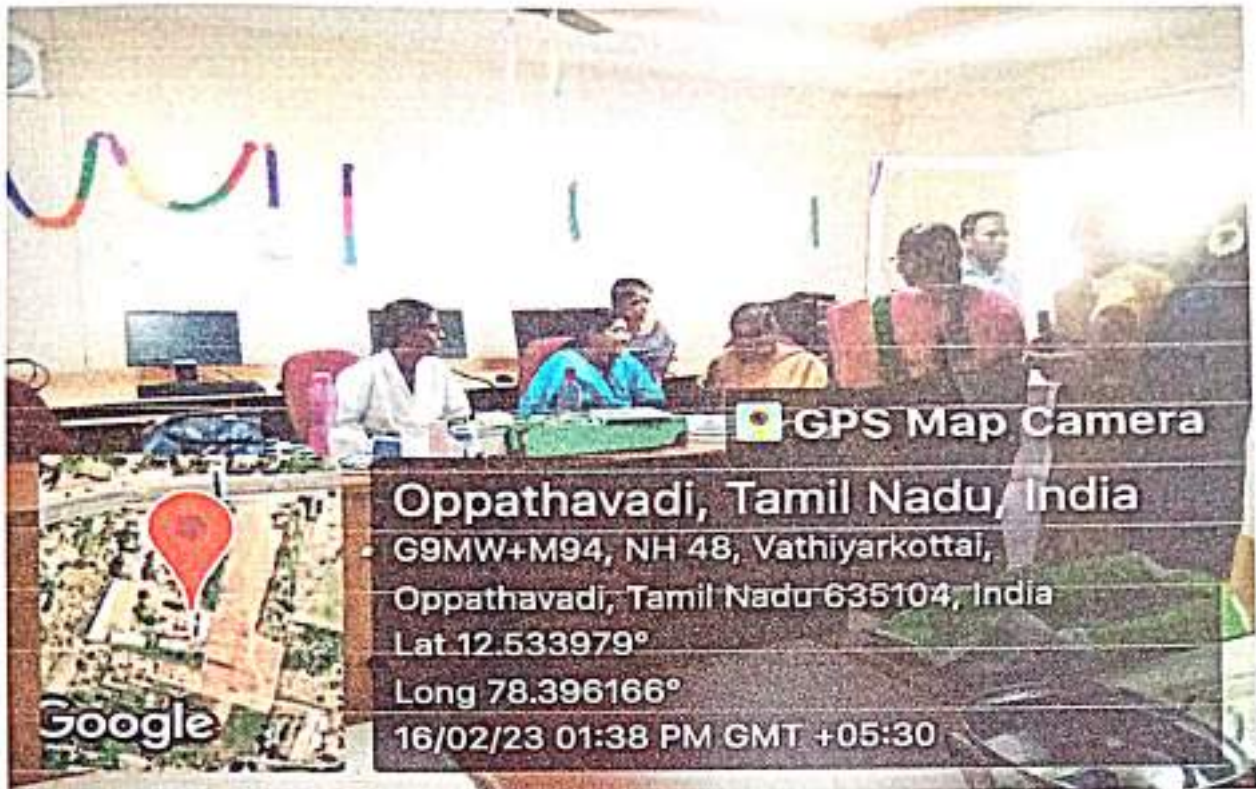 GPS Map Camera
Oppathavadi, Tamil Nadu, India
G9MW+M94, NH 48, Vathiyarkottai,
Oppathavadi, Tamil Nadu 635104, India
Lat 12.533979°
Long 78.396166°
16/02/23 01:38 PM GMT +05:30
Google